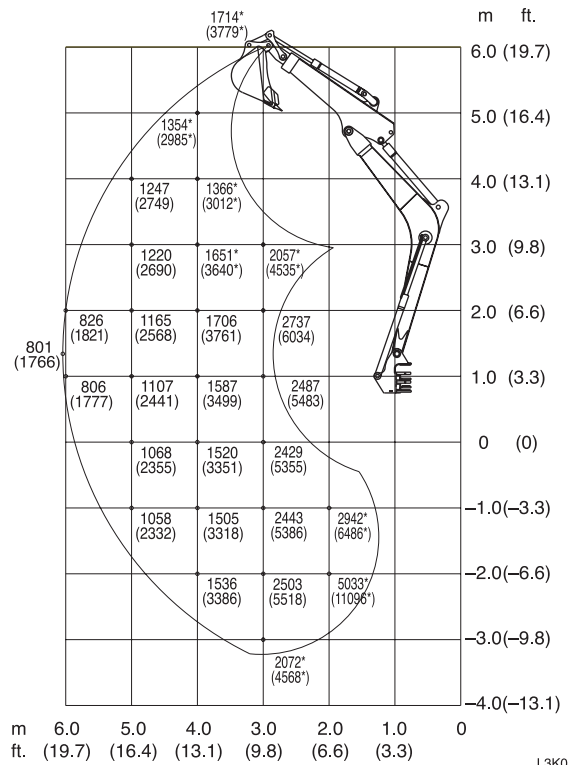 m ft.
1714*
(3779*)
6.0 (19.7)
1354*
(2985*)
5.0 (16.4)
1247 1366*
(2749) (3012*)
4.0 (13.1)
1220 1651* 2057*
(2690) (3640*) (4535*)
3.0 (9.8)
826 1165 1706 2737
(1821) (2568) (3761) (6034)
2.0 (6.6)
801
(1766)
806 1107 1587 2487
(1777) (2441) (3499) (5483)
1.0 (3.3)
1068 1520 2429
(2355) (3351) (5355)
0 (0)
1058 1505 2443 2942*
(2332) (3318) (5386) (6486*)
–1.0(–3.3)
1536 2503 5033*
(3386) (5518) (11096*)
–2.0(–6.6)
2072*
(4568*)
–3.0(–9.8)
–4.0(–13.1)
m 6.0 5.0 4.0 3.0 2.0 1.0 0
ft. (19.7) (16.4) (13.1) (9.8) (6.6) (3.3)
L3K0